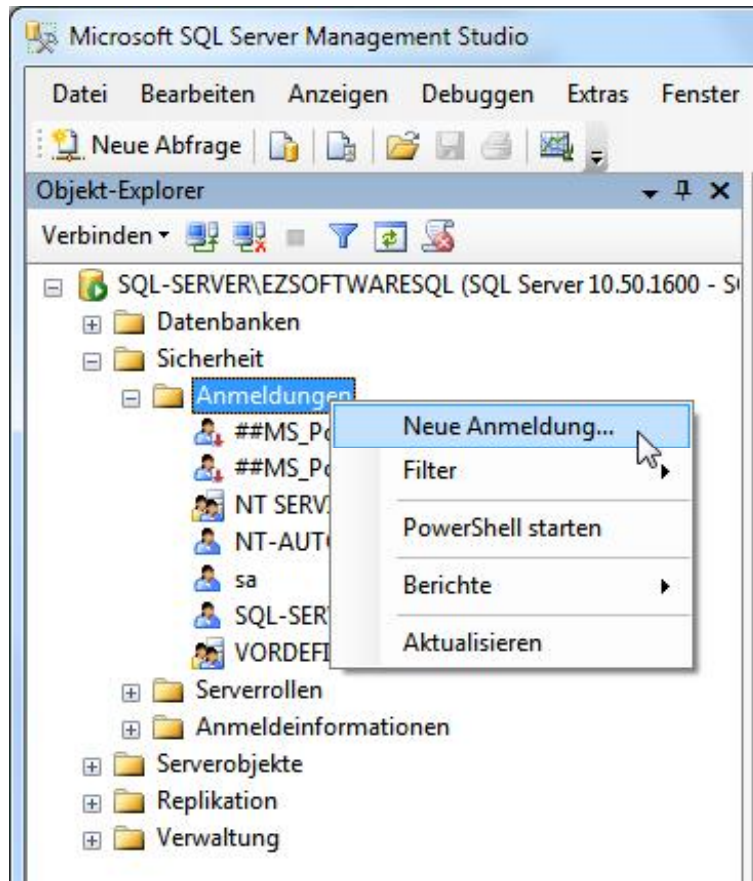 Microsoft SQL Server Management Studio
Datei Bearbeiten Anzeigen Debuggen Extras Fenster
Neue Abfrage
Objekt-Explorer
Verbinden
SQL-SERVER\EZSOFTWARESQL (SQL Server 10.50.1600 - S
Datenbanken
Sicherheit
Anmeldungen
##MS_Po
##MS_Po
NT SERVI
NT-AUTO
sa
SQL-SER
VORDEFI
Serverrollen
Anmeldeinformationen
Serverobjekte
Replikation
Verwaltung
Neue Anmeldung...
Filter
PowerShell starten
Berichte
Aktualisieren